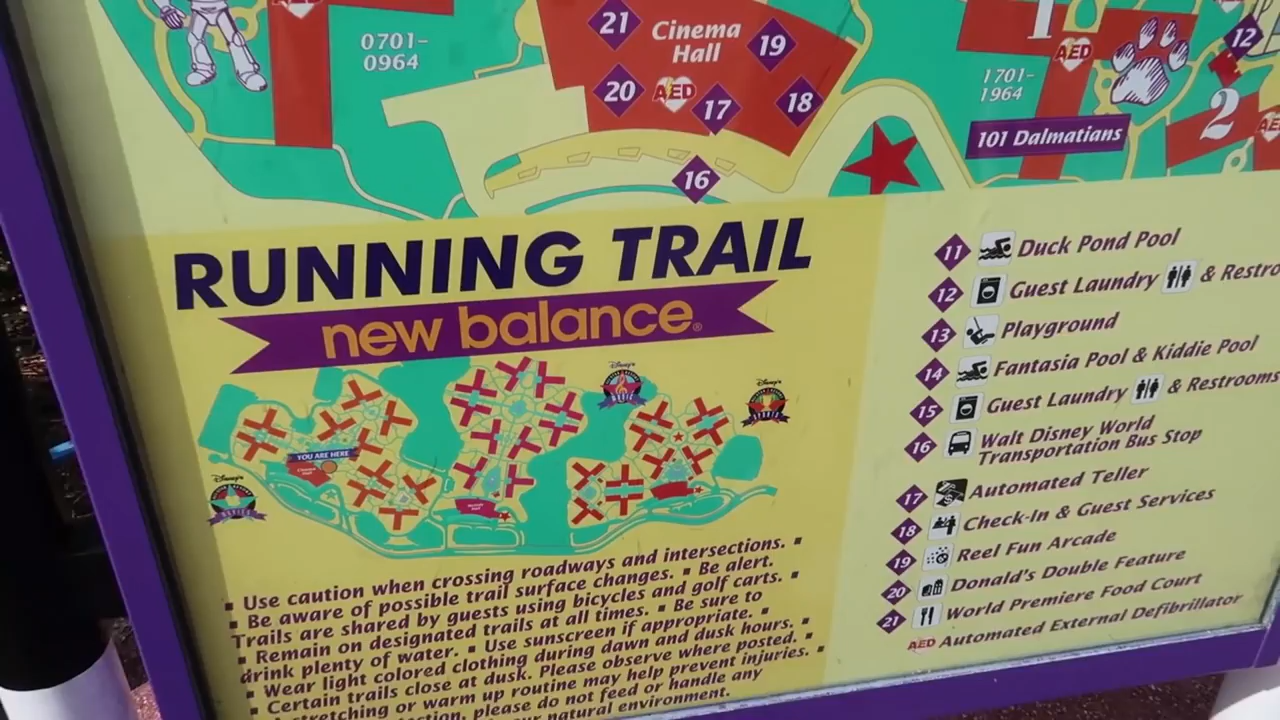 0701-
0964
21
Cinema
Hall
19
20
AED
17
18
16
1
AED
1701-
1964
12
2
101 Dalmatians
RUNNING TRAIL
new balance®
Disney's
Disney's
MUSIC
SPORTS
YOU ARE HERE
Cinema
Hall
Disney's
MOVIES
▪ Use caution when crossing roadways and intersections. ▪
▪ Be aware of possible trail surface changes. ▪ Be alert.
Trails are shared by guests using bicycles and golf carts. ▪
▪ Remain on designated trails at all times. ▪ Be sure to
drink plenty of water. ▪ Use sunscreen if appropriate. ▪
▪ Wear light colored clothing during dawn and dusk hours. ▪
▪ Certain trails close at dusk. Please observe where posted. ▪
stretching or warm up routine may help prevent injuries. ▪
please do not feed or handle any
natural environment.
11 Duck Pond Pool
12 Guest Laundry & Restro
13 Playground
14 Fantasia Pool & Kiddie Pool
15 Guest Laundry & Restrooms
16 Walt Disney World
Transportation Bus Stop
17 Automated Teller
18 Check-In & Guest Services
19 Reel Fun Arcade
20 Donald's Double Feature
21 World Premiere Food Court
AED Automated External Defibrillator